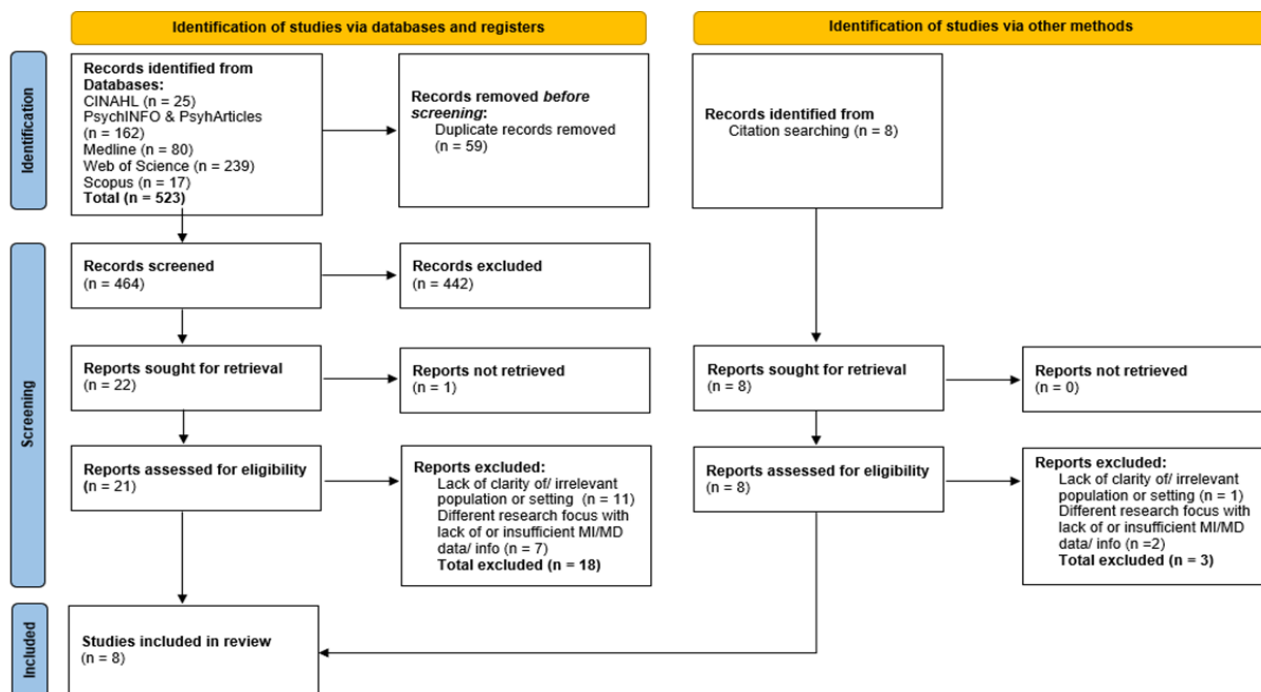 Identification of studies via databases and registers
Identification of studies via other methods
Identification
Records identified from
Databases:
CINAHL (n = 25)
PsychINFO & PsyhArticles
(n = 162)
Medline (n = 80)
Web of Science (n = 239)
Scopus (n = 17)
Total (n = 523)
Records removed before
screening:
Duplicate records removed
(n = 59)
Records identified from
Citation searching (n = 8)
Screening
Records screened
(n = 464)
Records excluded
(n = 442)
Reports sought for retrieval
(n = 22)
Reports not retrieved
(n = 1)
Reports sought for retrieval
(n = 8)
Reports not retrieved
(n = 0)
Reports assessed for eligibility
(n = 21)
Reports excluded:
Lack of clarity of/ irrelevant
population or setting (n = 11)
Different research focus with
lack of or insufficient MI/MD
data/ info (n = 7)
Total excluded (n = 18)
Reports assessed for eligibility
(n = 8)
Reports excluded:
Lack of clarity of/ irrelevant
population or setting (n = 1)
Different research focus with
lack of or insufficient MI/MD
data/ info (n =2)
Total excluded (n = 3)
Included
Studies included in review
(n = 8)